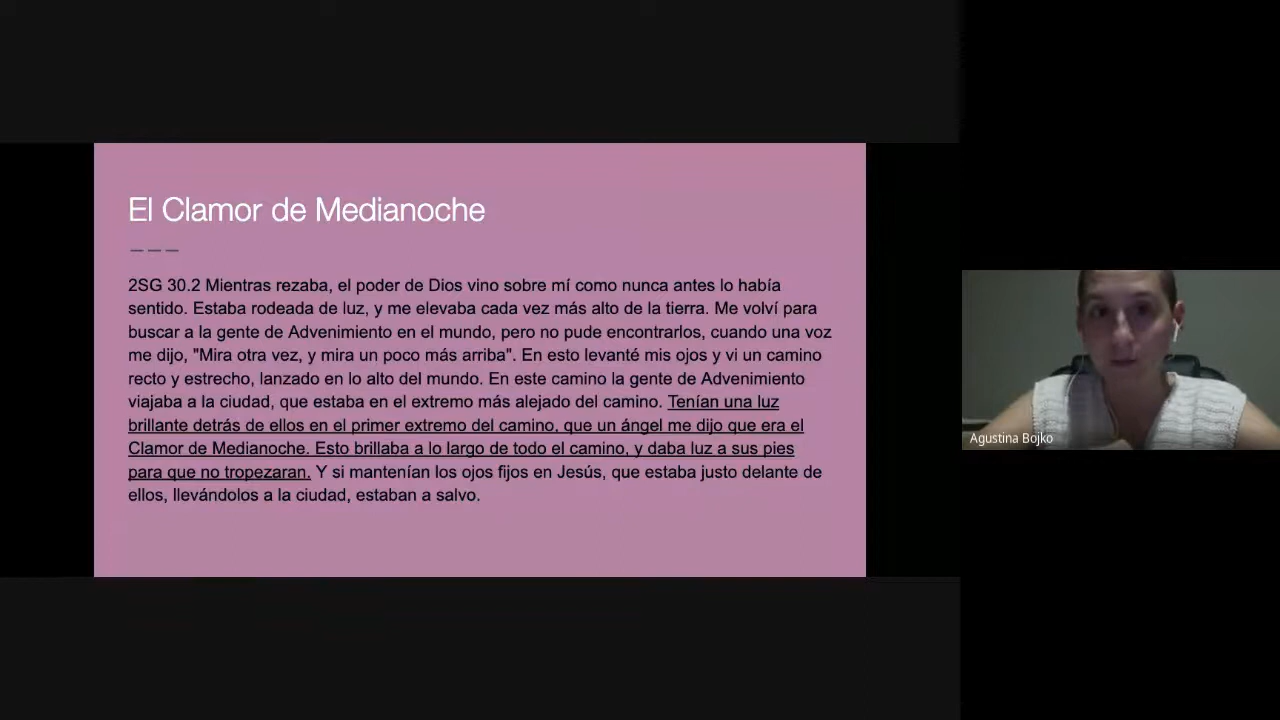 El Clamor de Medianoche
2SG 30.2 Mientras rezaba, el poder de Dios vino sobre mí como nunca antes lo había
sentido. Estaba rodeada de luz, y me elevaba cada vez más alto de la tierra. Me volví para
buscar a la gente de Advenimiento en el mundo, pero no pude encontrarlos, cuando una voz
me dijo, "Mira otra vez, y mira un poco más arriba". En esto levanté mis ojos y vi un camino
recto y estrecho, lanzado en lo alto del mundo. En este camino la gente de Advenimiento
viajaba a la ciudad, que estaba en el extremo más alejado del camino. Tenían una luz
brillante detrás de ellos en el primer extremo del camino, que un ángel me dijo que era el
Clamor de Medianoche. Esto brillaba a lo largo de todo el camino, y daba luz a sus pies
para que no tropezaran. Y si mantenían los ojos fijos en Jesús, que estaba justo delante de
ellos, llevándolos a la ciudad, estaban a salvo.
Agustina Bojko